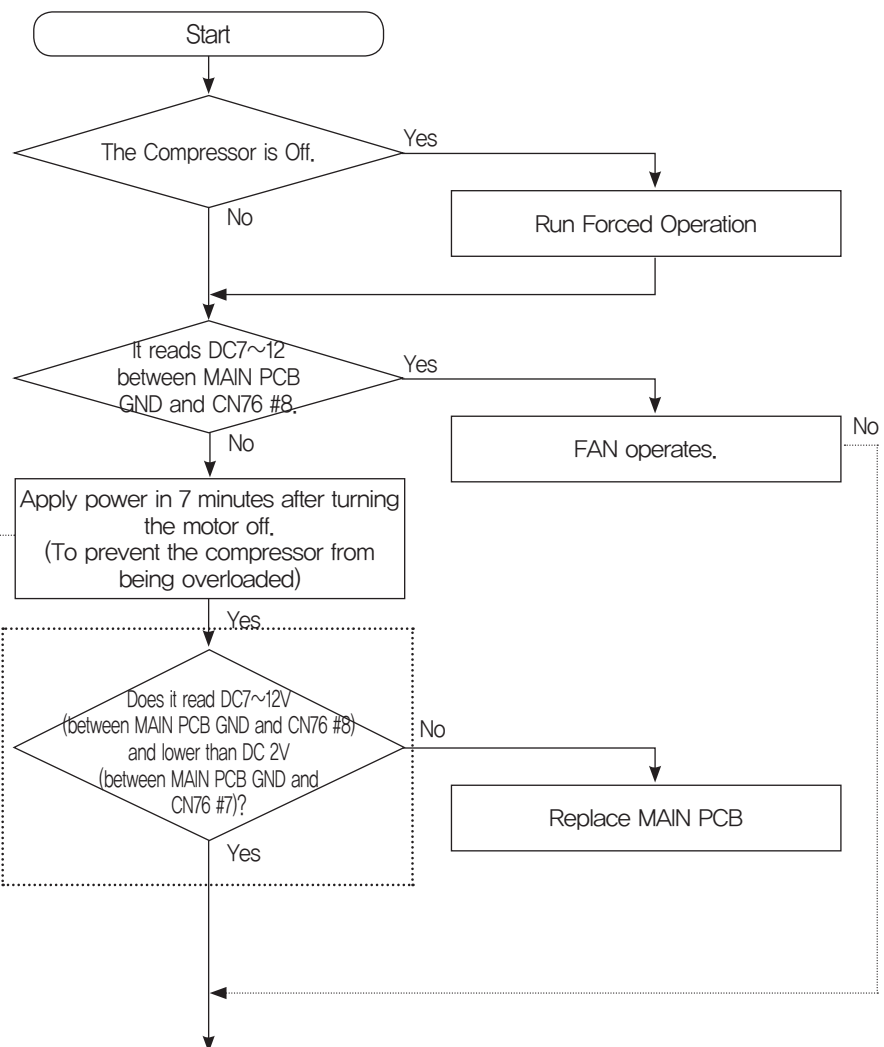 Start
The Compressor is Off.
Yes
No
Run Forced Operation
It reads DC7~12
between MAIN PCB
GND and CN76 #8.
Yes
No
FAN operates.
No
Apply power in 7 minutes after turning
the motor off.
(To prevent the compressor from
being overloaded)
Yes
Does it read DC7~12V
(between MAIN PCB GND and CN76 #8)
and lower than DC 2V
(between MAIN PCB GND and
CN76 #7)?
No
Replace MAIN PCB
Yes